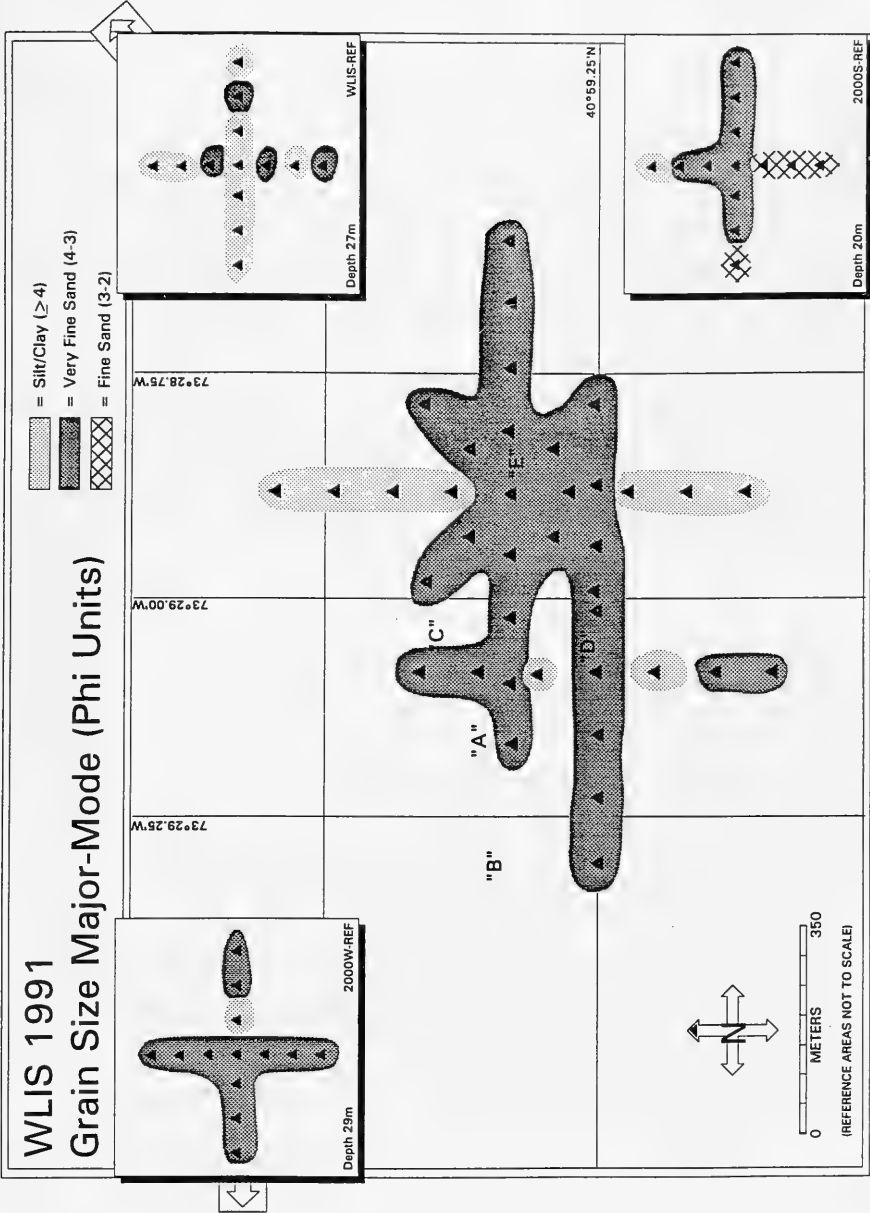 WLIS 1991
Grain Size Major-Mode (Phi Units)
= Silt/Clay (≥4)
= Very Fine Sand (4-3)
= Fine Sand (3-2)
Depth 29m
2000W-REF
Depth 27m
WLIS-REF
73°29.25'W
73°29.00'W
73°28.75'W
40°59.25'N
"A"
"B"
"C"
"D"
"E"
Depth 20m
2000S-REF
N
0
METERS
350
(REFERENCE AREAS NOT TO SCALE)